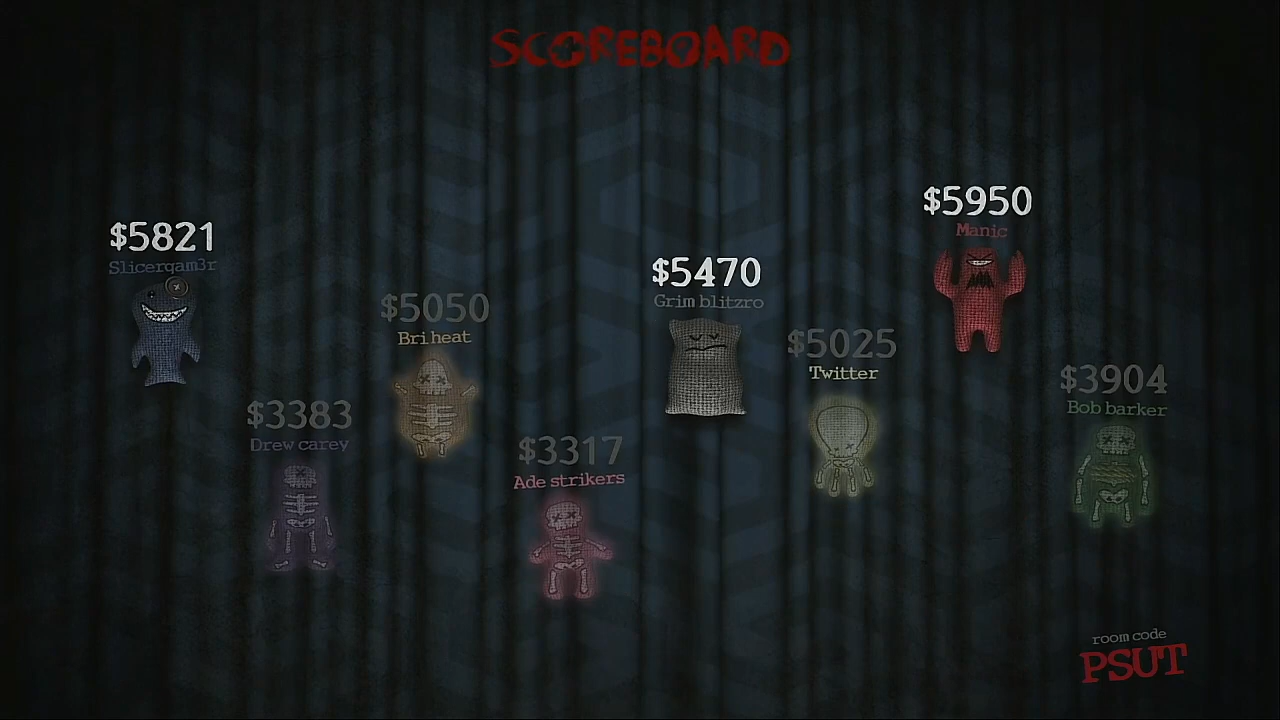 SCOREBOARD
$5950
Manic
$5821
Slicergam3r
$5470
Grim blitzro
$5050
Bri heat
$5025
Twitter
$3904
Bob barker
$3383
Drew carey
$3317
Ade strikers
room code
PSUT